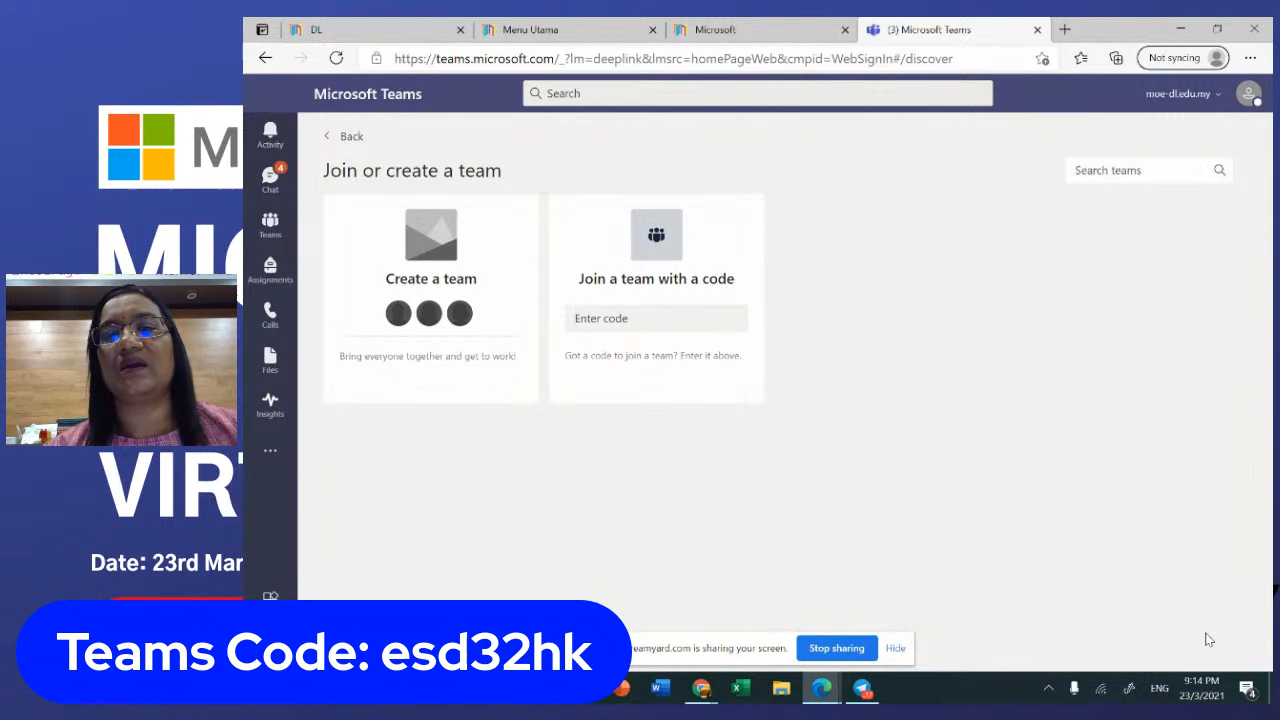 DL
Menu Utama
Microsoft
(3) Microsoft Teams
https://teams.microsoft.com/_?lm=deeplink&lmsrc=homePageWeb&cmpid=WebSignIn#/discover
Not syncing
Microsoft Teams
Search
moe-dl.edu.my
Activity
4
Chat
Teams
Assignments
Calls
Files
Insights
Back
Join or create a team
Search teams
Create a team
Bring everyone together and get to work!
Join a team with a code
Enter code
Got a code to join a team? Enter it above.
M
MIC
VIRT
Date: 23rd Mar
Teams Code: esd32hk
eamyard.com is sharing your screen.
Stop sharing
Hide
ENG
9:14 PM
23/3/2021
4